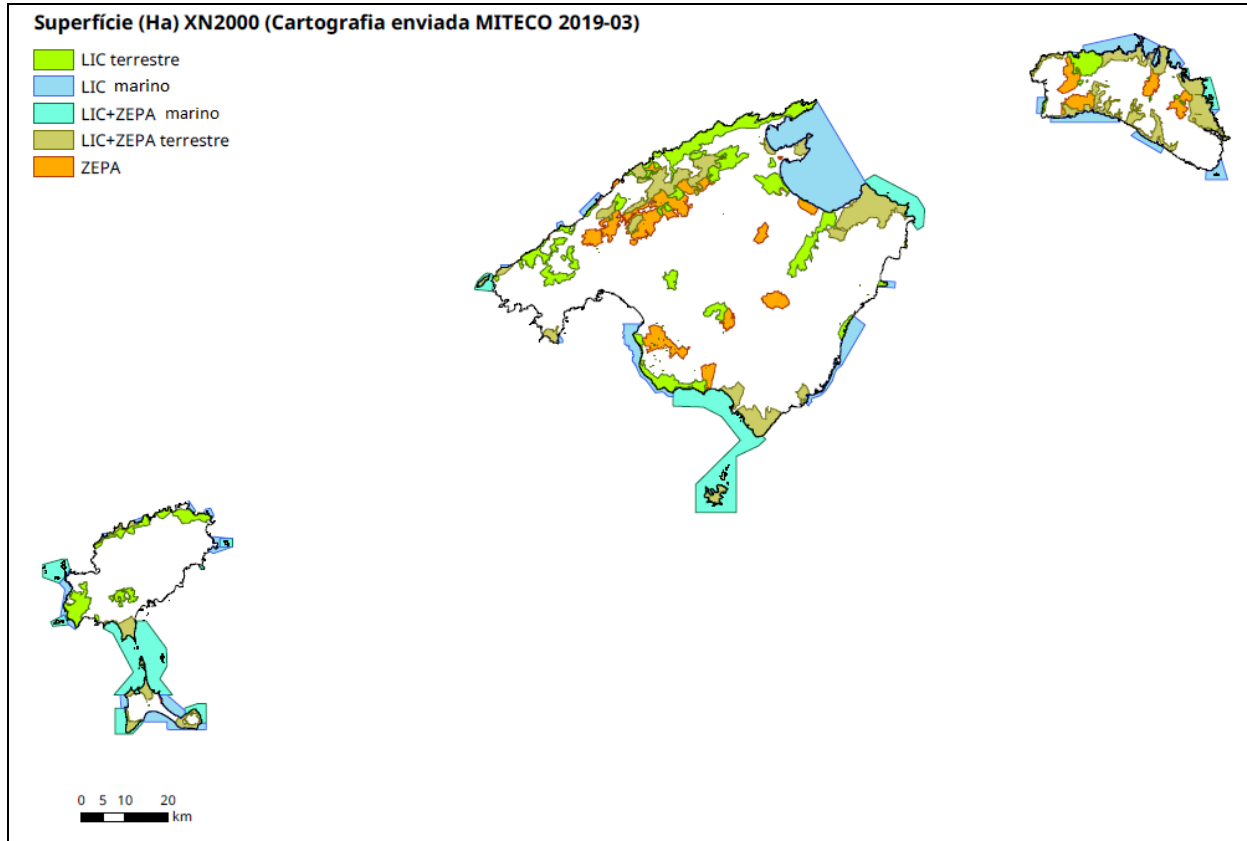 Superfície (Ha) XN2000 (Cartografia enviada MITECO 2019-03)
LIC terrestre
LIC marino
LIC+ZEPA marino
LIC+ZEPA terrestre
ZEPA
0 5 10 20
km